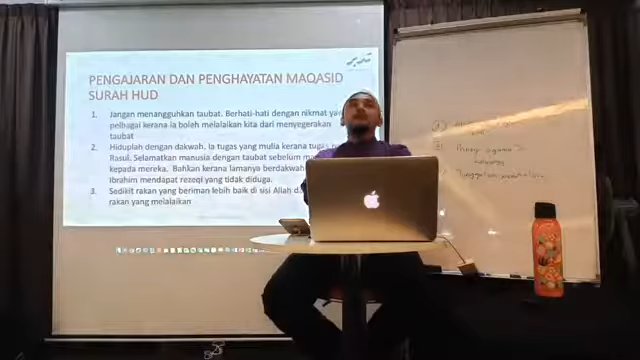 PENGAJARAN DAN PENGHAYATAN MAQASID
SURAH HUD
1. Jangan menangguhkan taubat. Berhati-hati dengan nikmat
pelbagai kerana ia boleh melalaikan kita dari menyegerakan
taubat
2. Hiduplah dengan dakwah. Ia tugas yang mulia kerana tugas
Rasul. Selamatkan manusia dengan taubat sebelum
kepada mereka. Bahkan kerana lamanya berdakwah
Ibrahim mendapat rezeqi yang tidak diduga.
3. Sedikit rakan yang beriman lebih baik di sisi Allah
rakan yang melalaikan